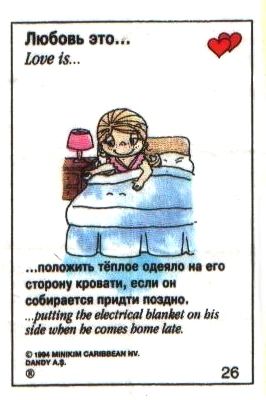 Любовь это...
Love is...
...положить тёплое одеяло на его
сторону кровати, если он
собирается придти поздно.
...putting the electrical blanket on his
side when he comes home late.
© 1994 MINIKIM CARIBBEAN NV.
DANDY A.Ş.
®
26